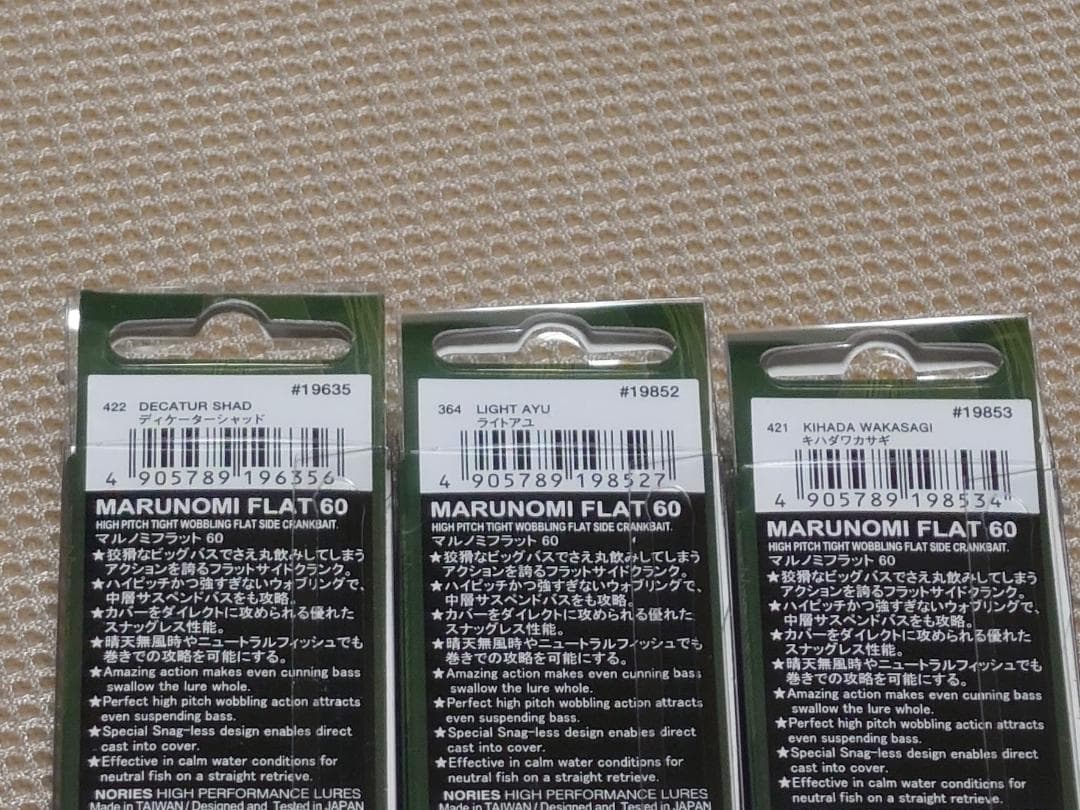 #19635
422 DECATUR SHAD
ディケーターシャッド
4 905789 196356
MARUNOMI FLAT 60
HIGH PITCH TIGHT WOBBLING FLAT SIDE CRANKBAIT.
マルノミフラット 60
★狡猾なビッグバスでさえ丸飲みしてしまう
アクションを誇るフラットサイドクランク。
★ハイピッチかつ強すぎないウォブリングで、
中層サスペンドバスをも攻略。
★カバーをダイレクトに攻められる優れた
スナッグレス性能。
★晴天無風時やニュートラルフィッシュでも
巻きでの攻略を可能にする。
★Amazing action makes even cunning bass
swallow the lure whole.
★Perfect high pitch wobbling action attracts
even suspending bass.
★Special Snag-less design enables direct
cast into cover.
★Effective in calm water conditions for
neutral fish on a straight retrieve.
NORIES HIGH PERFORMANCE LURES
Made in TAIWAN/Designed and Tested in JAPAN
#19852
364 LIGHT AYU
ライトアユ
4 905789 198527
MARUNOMI FLAT 60
HIGH PITCH TIGHT WOBBLING FLAT SIDE CRANKBAIT.
マルノミフラット 60
★狡猾なビッグバスでさえ丸飲みしてしまう
アクションを誇るフラットサイドクランク。
★ハイピッチかつ強すぎないウォブリングで、
中層サスペンドバスをも攻略。
★カバーをダイレクトに攻められる優れた
スナッグレス性能。
★晴天無風時やニュートラルフィッシュでも
巻きでの攻略を可能にする。
★Amazing action makes even cunning bass
swallow the lure whole.
★Perfect high pitch wobbling action attracts
even suspending bass.
★Special Snag-less design enables direct
cast into cover.
★Effective in calm water conditions for
neutral fish on a straight retrieve.
NORIES HIGH PERFORMANCE LURES
Made in TAIWAN/Designed and Tested in JAPAN
#19853
421 KIHADA WAKASAGI
キハダワカサギ
4 905789 198534
MARUNOMI FLAT 60
HIGH PITCH TIGHT WOBBLING FLAT SIDE CRANKBAIT.
マルノミフラット 60
★狡猾なビッグバスでさえ丸飲みしてしまう
アクションを誇るフラットサイドクランク。
★ハイピッチかつ強すぎないウォブリングで、
中層サスペンドバスをも攻略。
★カバーをダイレクトに攻められる優れた
スナッグレス性能。
★晴天無風時やニュートラルフィッシュでも
巻きでの攻略を可能にする。
★Amazing action makes even cunning bass
swallow the lure whole.
★Perfect high pitch wobbling action attracts
even suspending bass.
★Special Snag-less design enables direct
cast into cover.
★Effective in calm water conditions for
neutral fish on a straight retrieve.